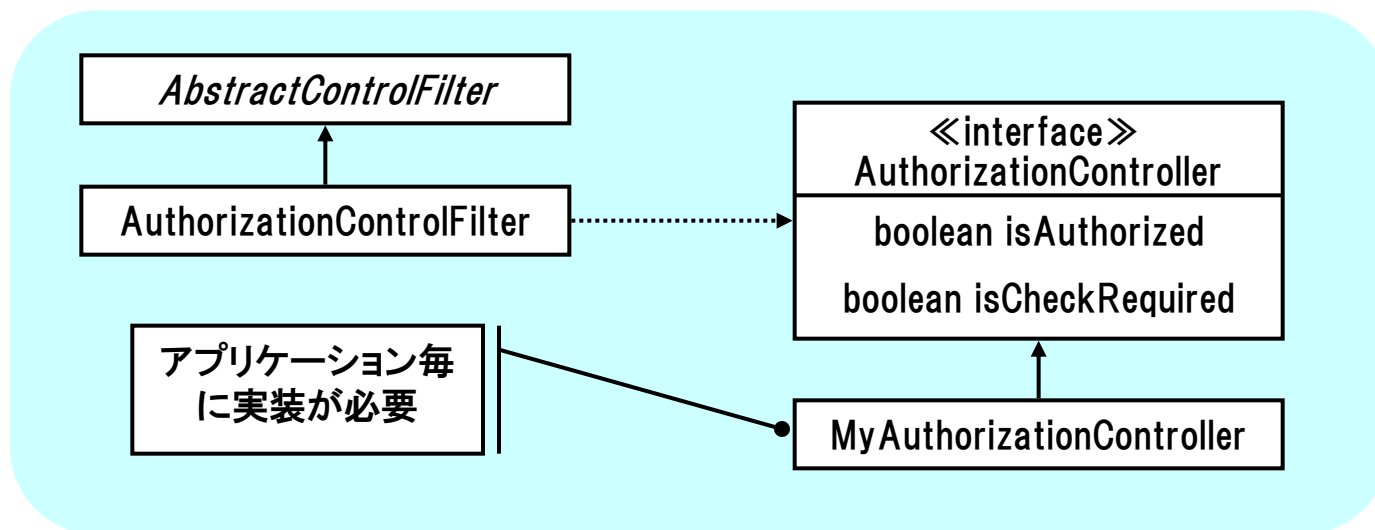 AbstractControlFilter
AuthorizationControlFilter
≪interface≫
AuthorizationController
boolean isAuthorized
boolean isCheckRequired
アプリケーション毎
に実装が必要
MyAuthorizationController